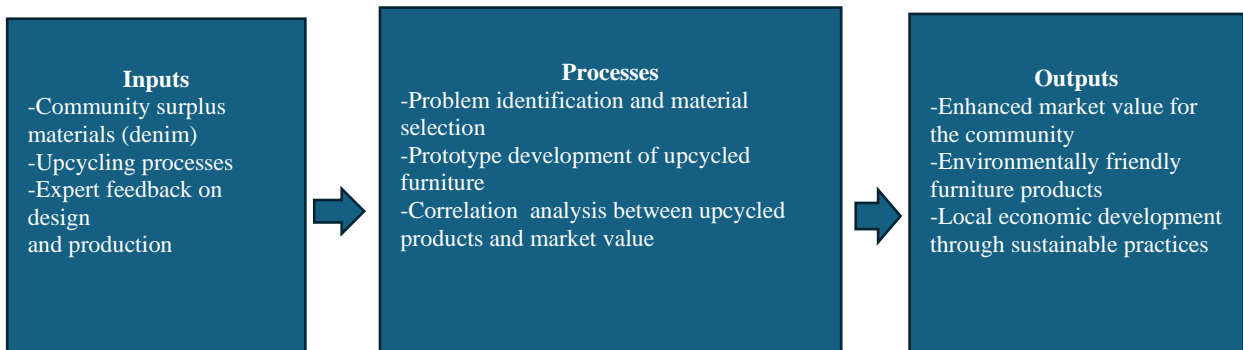 Inputs
-Community surplus
materials (denim)
-Upcycling processes
-Expert feedback on
design
and production
Processes
-Problem identification and material
selection
-Prototype development of upcycled
furniture
-Correlation analysis between upcycled
products and market value
Outputs
-Enhanced market value for
the community
-Environmentally friendly
furniture products
-Local economic development
through sustainable practices